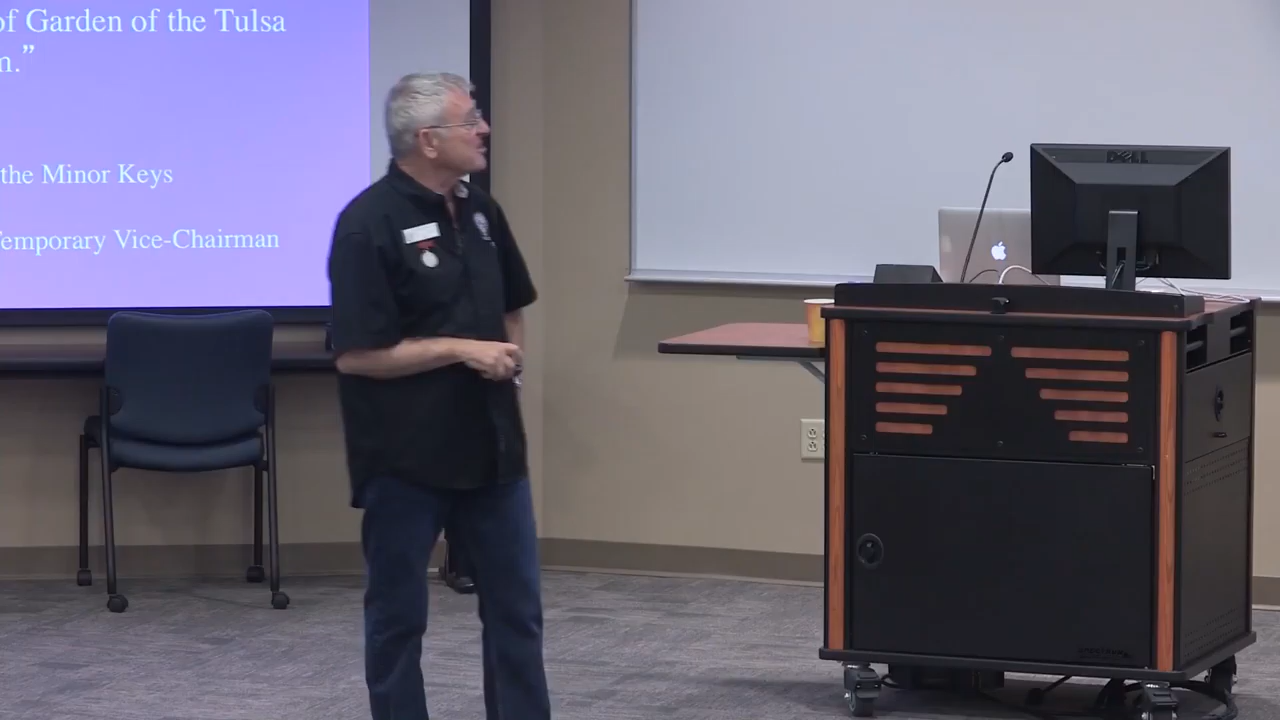 of Garden of the Tulsa
m.”
the Minor Keys
Temporary Vice-Chairman
DELL